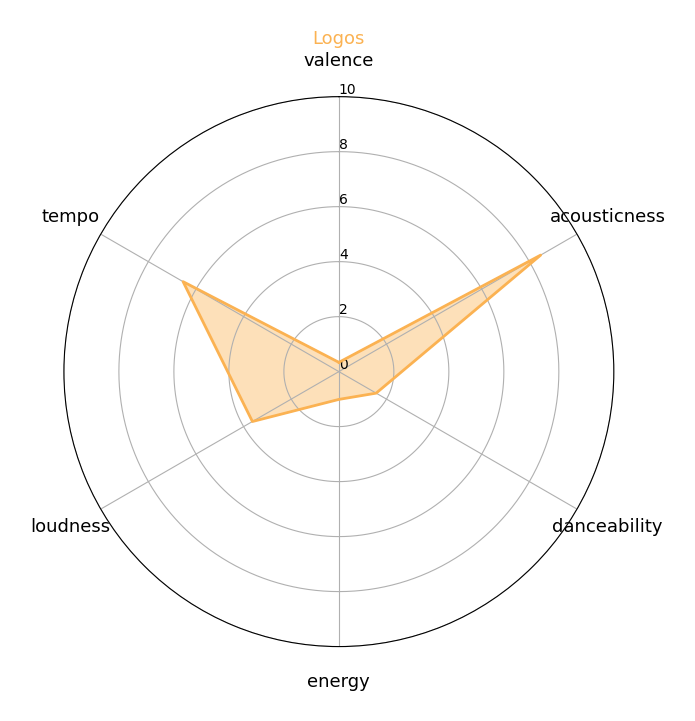 Logos
valence
10
8
tempo
acousticness
6
4
2
0
loudness
danceability
energy